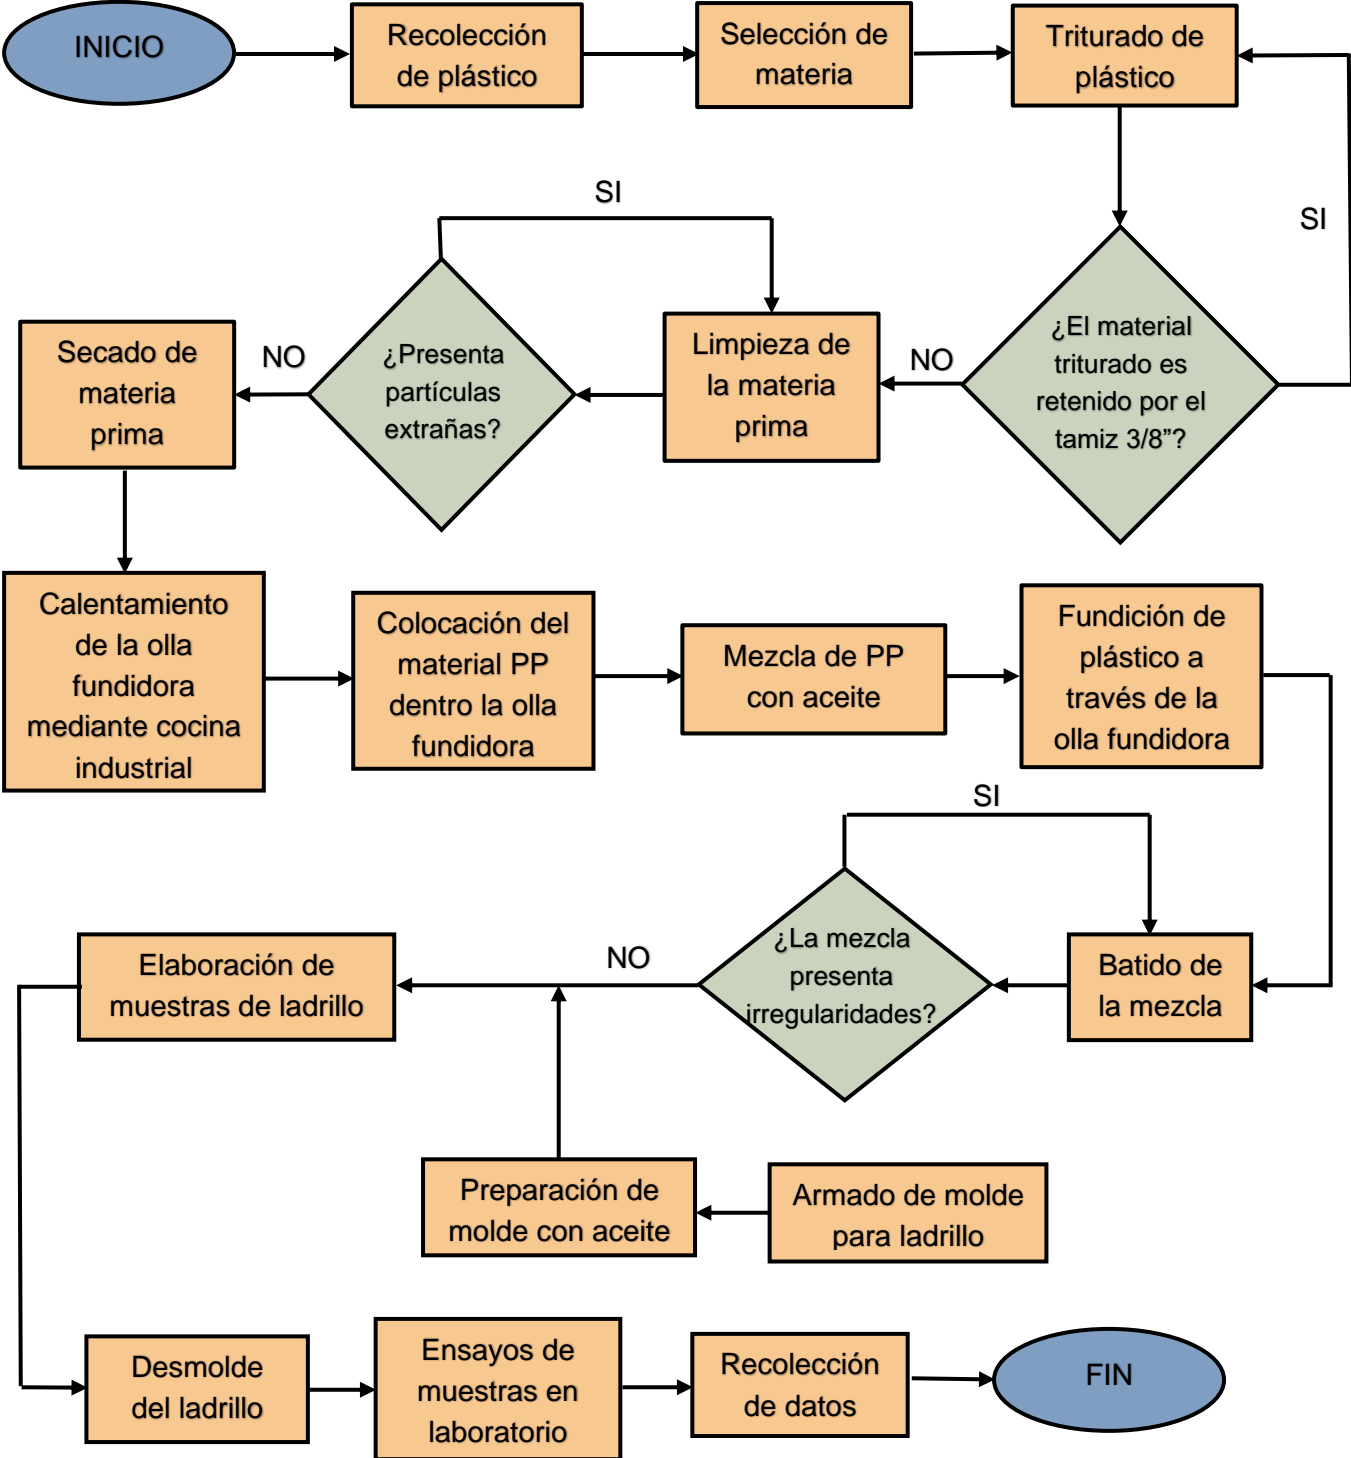 INICIO
Recolección
de plástico
Selección de
materia
Triturado de
plástico
SI
¿El material
triturado es
retenido por el
tamiz 3/8”?
NO
Limpieza de
la materia
prima
SI
¿Presenta
partículas
extrañas?
NO
Secado de
materia
prima
Calentamiento
de la olla
fundidora
mediante cocina
industrial
Colocación del
material PP
dentro la olla
fundidora
Mezcla de PP
con aceite
Fundición de
plástico a
través de la
olla fundidora
SI
Batido de
la mezcla
¿La mezcla
presenta
irregularidades?
NO
Elaboración de
muestras de ladrillo
Preparación de
molde con aceite
Armado de molde
para ladrillo
Desmolde
del ladrillo
Ensayos de
muestras en
laboratorio
Recolección
de datos
FIN